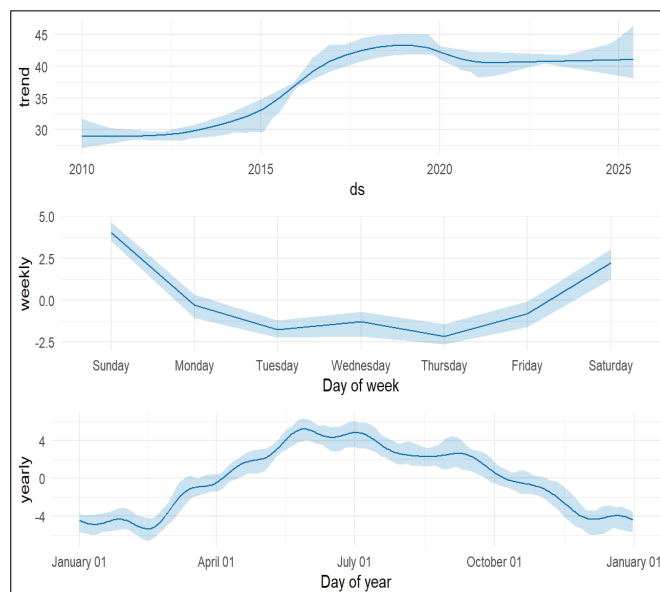 45
40
35
30
trend
2010 2015 2020 2025
ds
5.0
2.5
0.0
-2.5
weekly
Sunday Monday Tuesday Wednesday Thursday Friday Saturday
Day of week
4
0
-4
yearly
January 01 April 01 July 01 October 01 January 01
Day of year